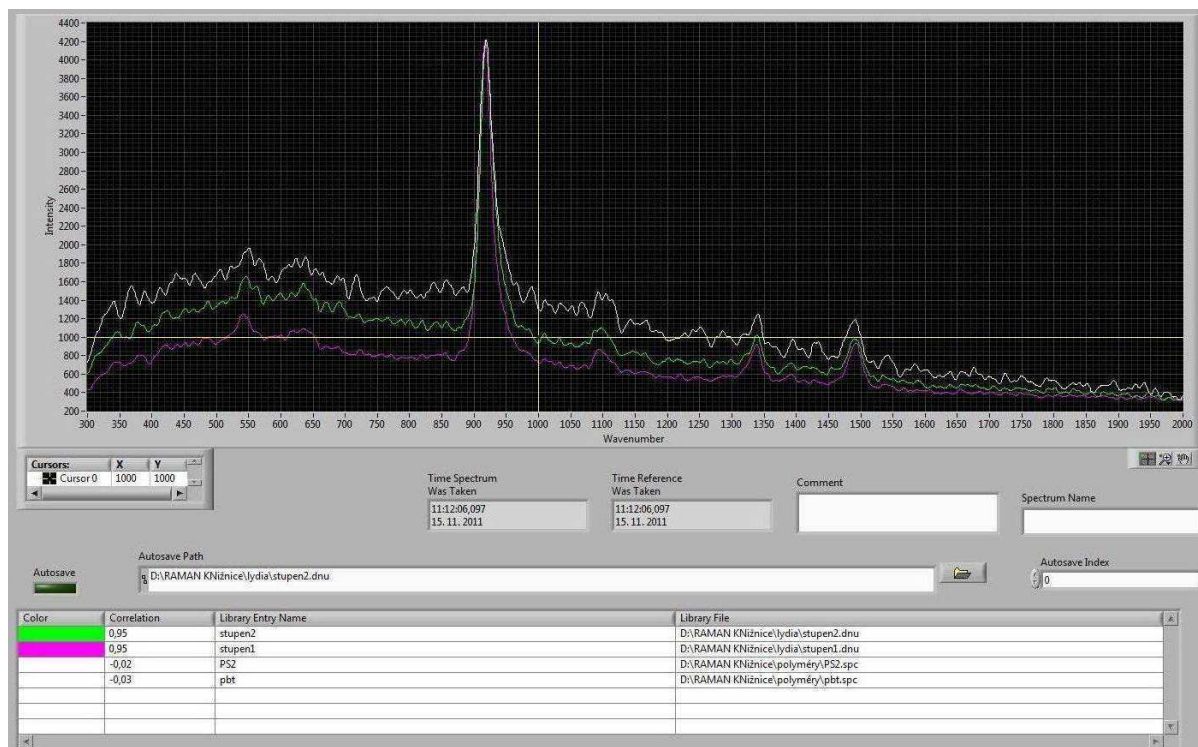 4400
4200
4000
3800
3600
3400
3200
3000
2800
2600
2400
2200
2000
1800
1600
1400
1200
1000
800
600
400
200
Intensity
300 350 400 450 500 550 600 650 700 750 800 850 900 950 1000 1050 1100 1150 1200 1250 1300 1350 1400 1450 1500 1550 1600 1650 1700 1750 1800 1850 1900 1950 2000
Wavenumber
Cursors: X Y
Cursor 0 1000 1000
Time Spectrum
Was Taken
11:12:06,097
15. 11. 2011
Time Reference
Was Taken
11:12:06,097
15. 11. 2011
Comment
Spectrum Name
Autosave
Autosave Path
D:\RAMAN KNižnice\lydia\stupen2.dnu
Autosave Index
0
Color Correlation Library Entry Name Library File
0,95 stupen2 D:\RAMAN KNižnice\lydia\stupen2.dnu
0,95 stupen1 D:\RAMAN KNižnice\lydia\stupen1.dnu
-0,02 PS2 D:\RAMAN KNižnice\polyméry\PS2.spc
-0,03 pbt D:\RAMAN KNižnice\polyméry\pbt.spc